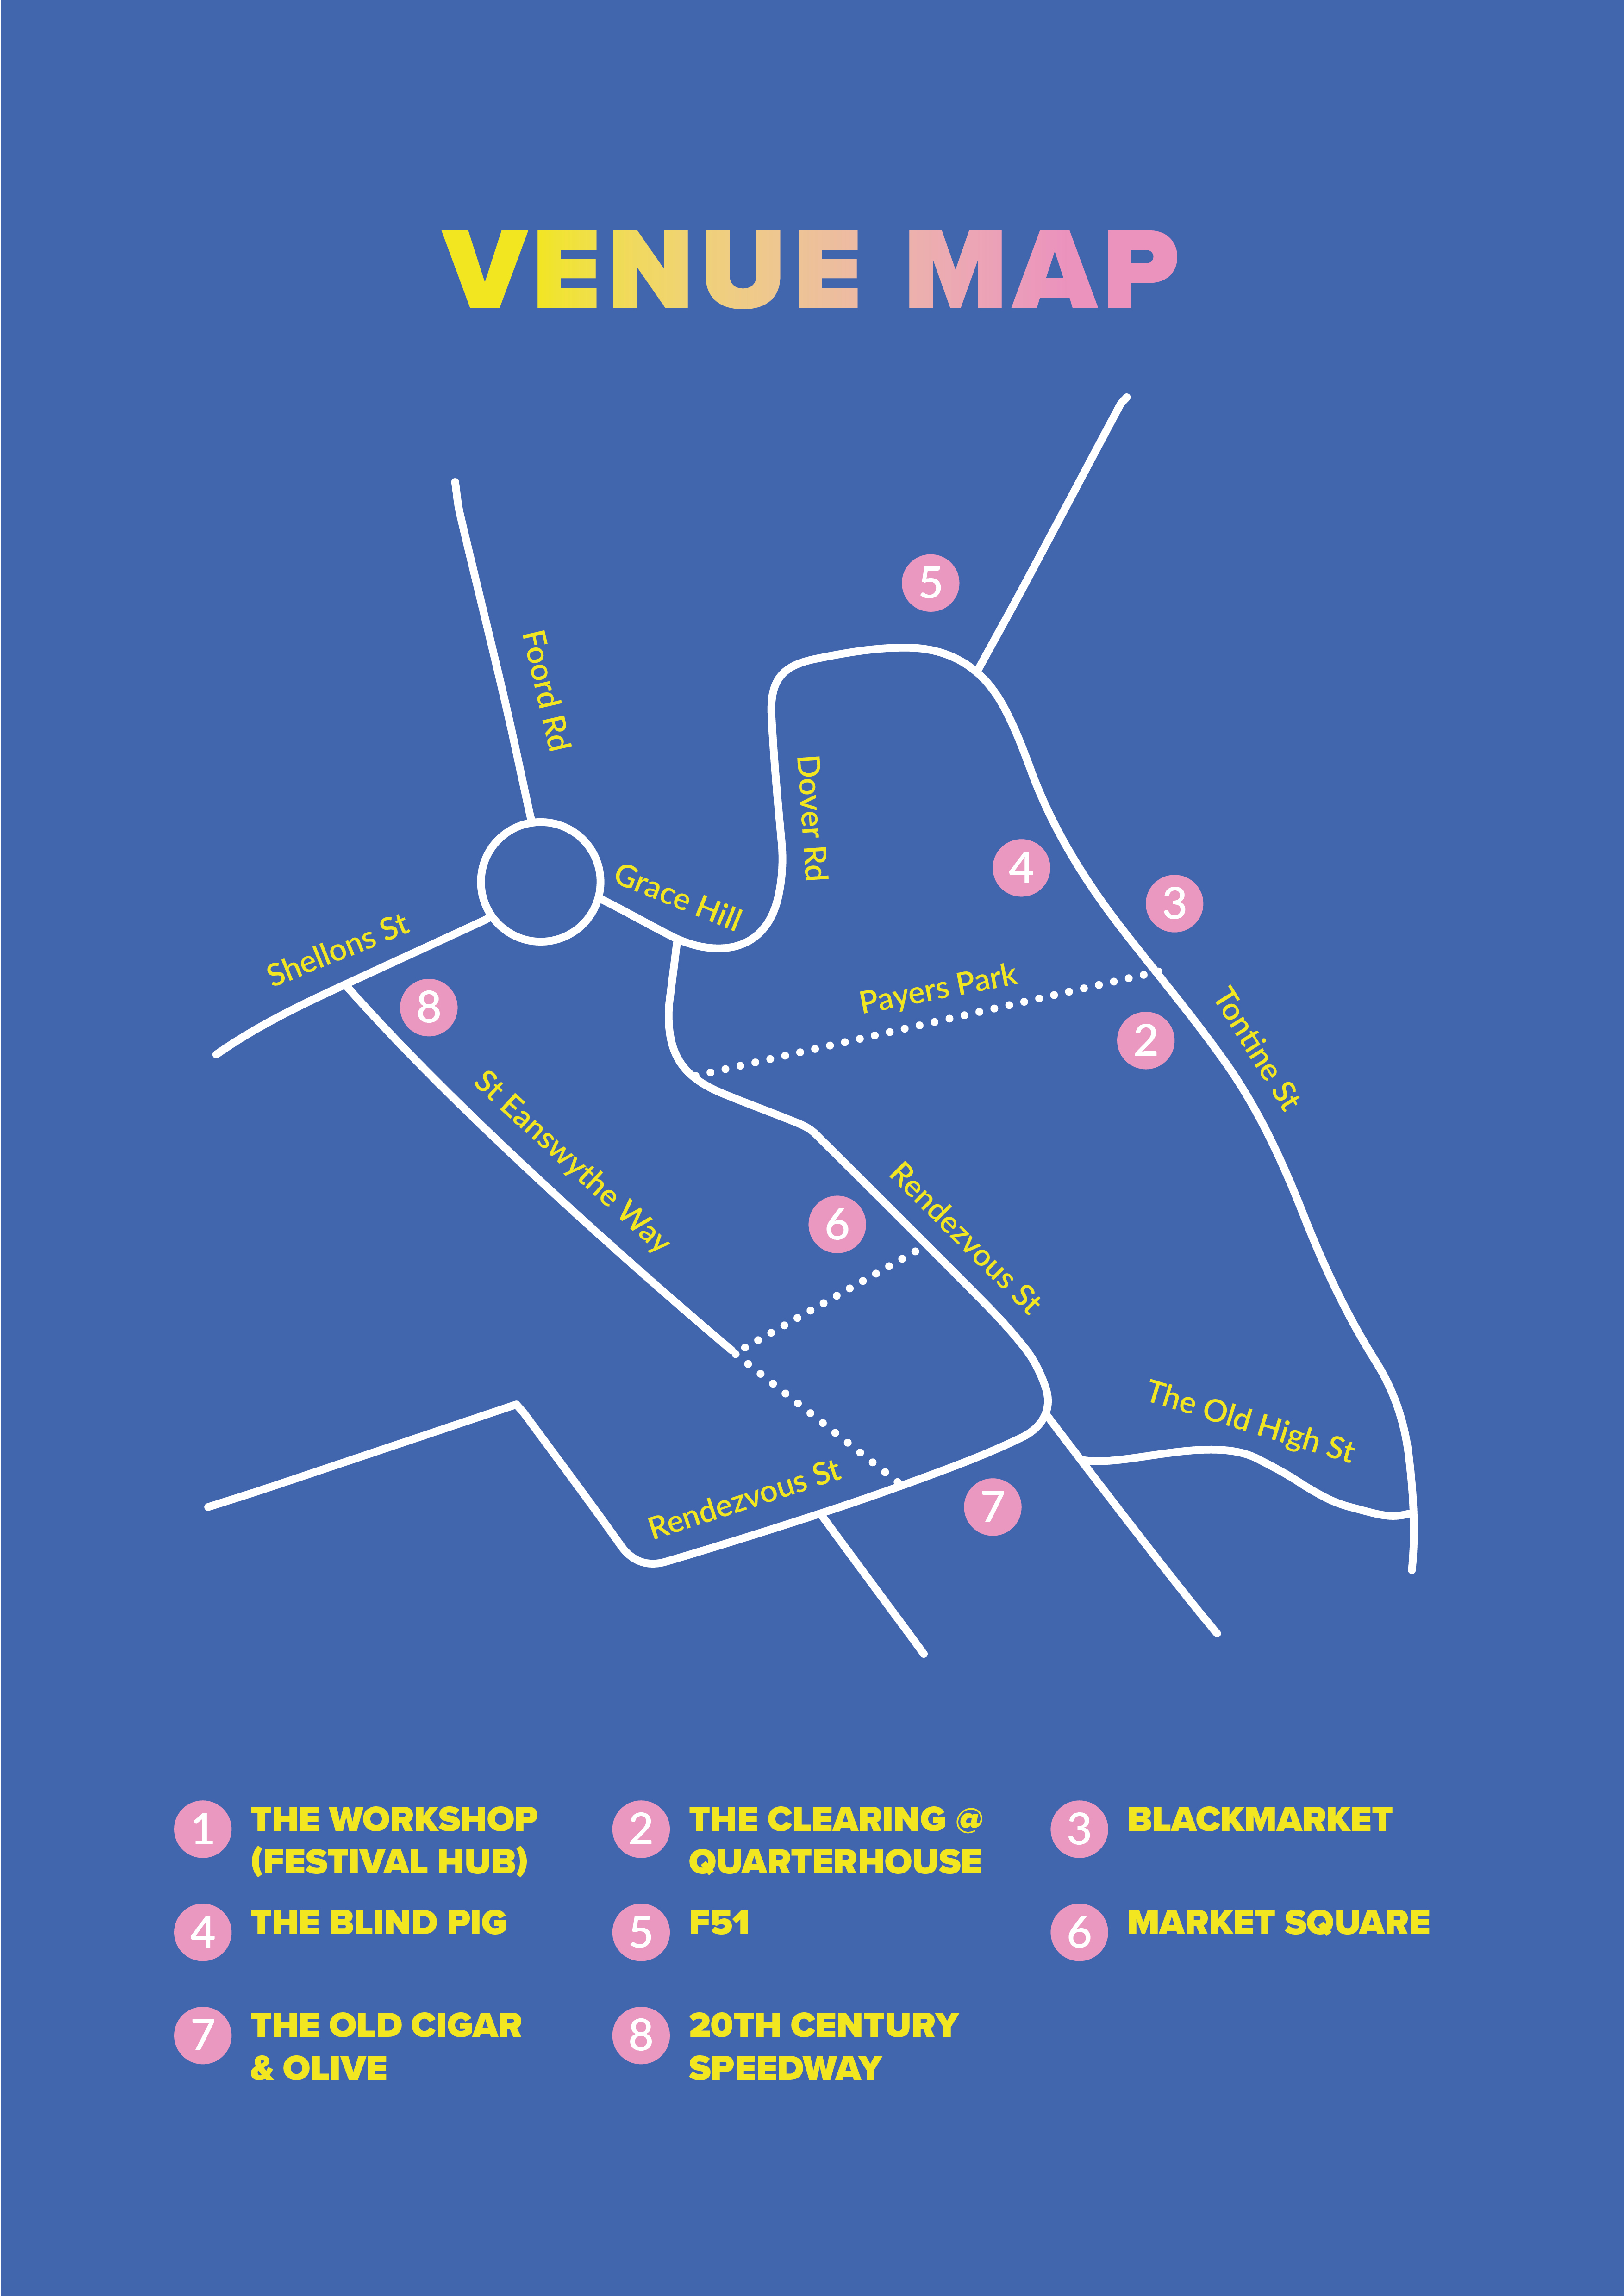 VENUE MAP
5
Foord Rd
Dover Rd
4
Grace Hill
3
Shellons St
Payers Park
8
2
Tontine St
St Eanswythe Way
6
Rendezvous St
The Old High St
Rendezvous St
7
1 THE WORKSHOP
(FESTIVAL HUB)
2 THE CLEARING @
QUARTERHOUSE
3 BLACKMARKET
4 THE BLIND PIG
5 F51
6 MARKET SQUARE
7 THE OLD CIGAR
& OLIVE
8 20TH CENTURY
SPEEDWAY